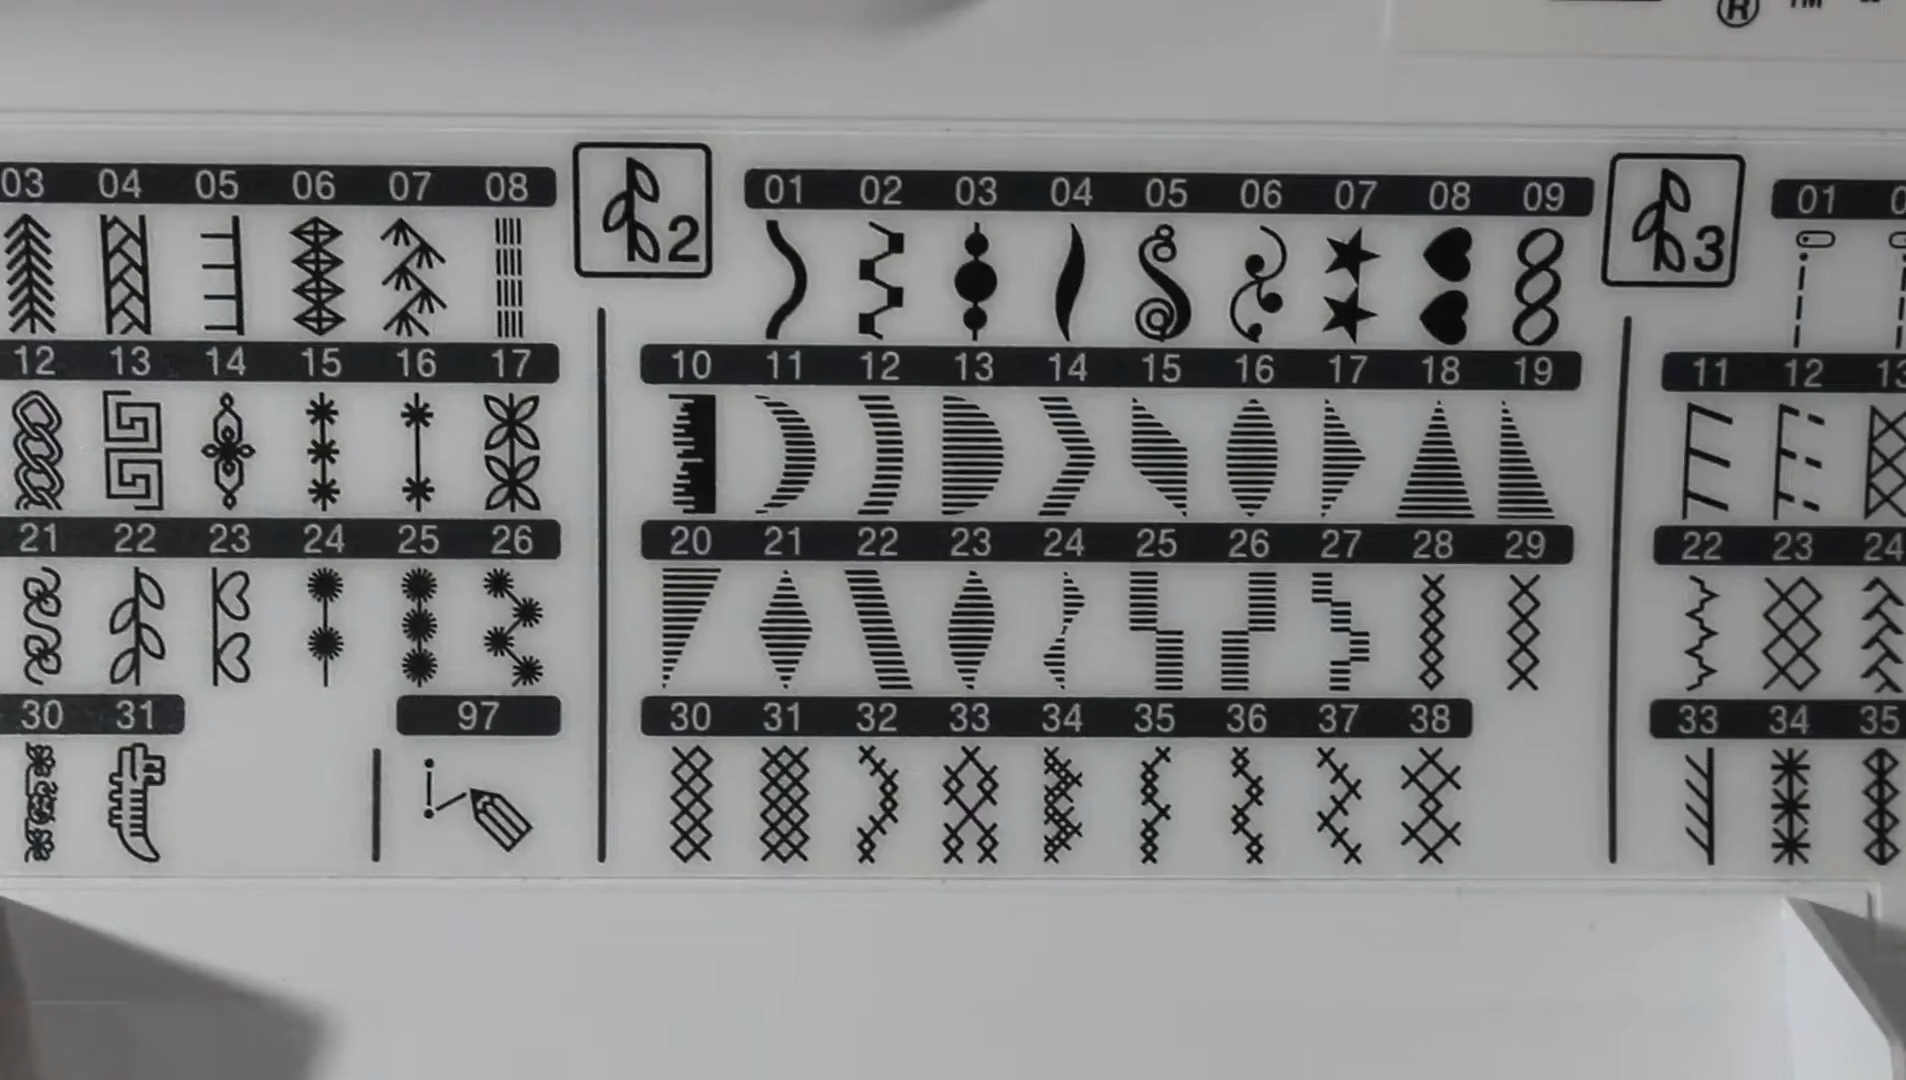 ® ™
03 04 05 06 07 08
12 13 14 15 16 17
21 22 23 24 25 26
30 31 97
2
01 02 03 04 05 06 07 08 09
10 11 12 13 14 15 16 17 18 19
20 21 22 23 24 25 26 27 28 29
30 31 32 33 34 35 36 37 38
3
01
11 12 13
22 23 24
33 34 35